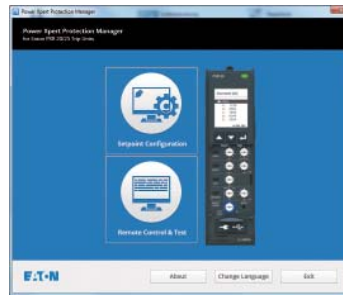 Power Xpert Protection Manager
Power Xpert Protection Manager
For Eaton PXR 20/25 Trip Units
Setpoint Configuration
Remote Control & Test
EATON
About
Change Language
Exit